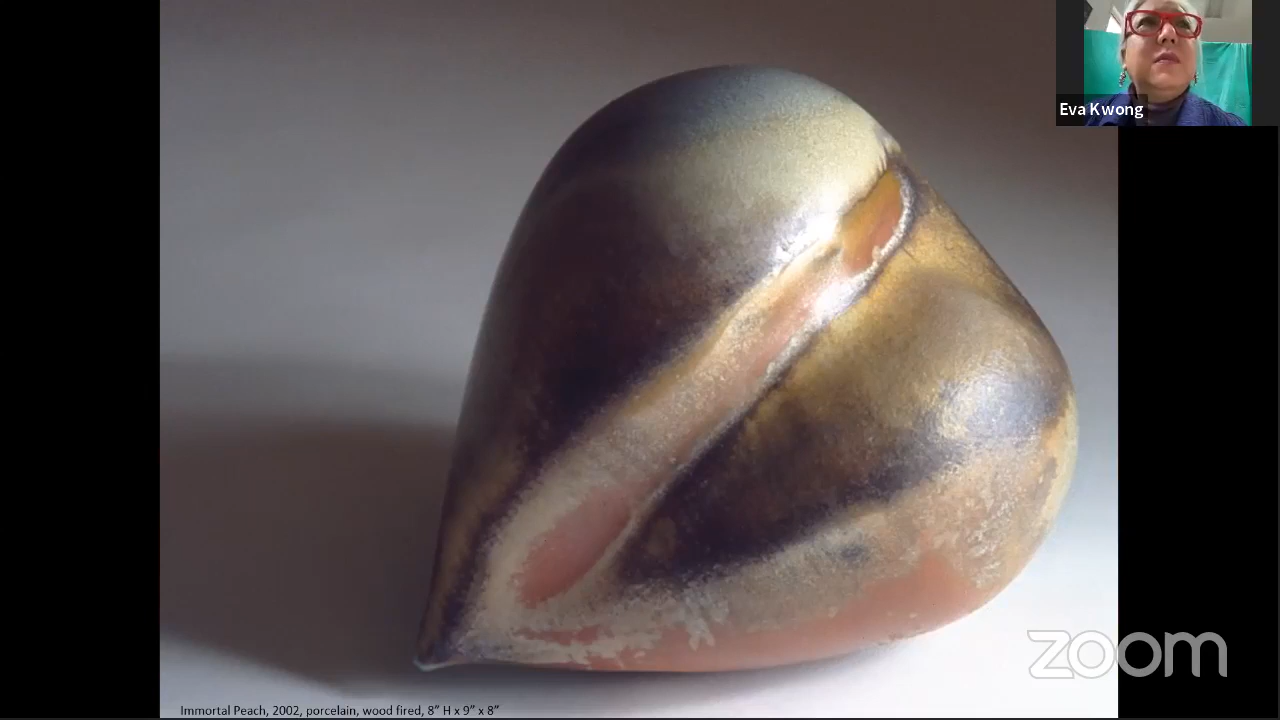 Eva Kwong
zoom
Immortal Peach, 2002, porcelain, wood fired, 8” H x 9” x 8”